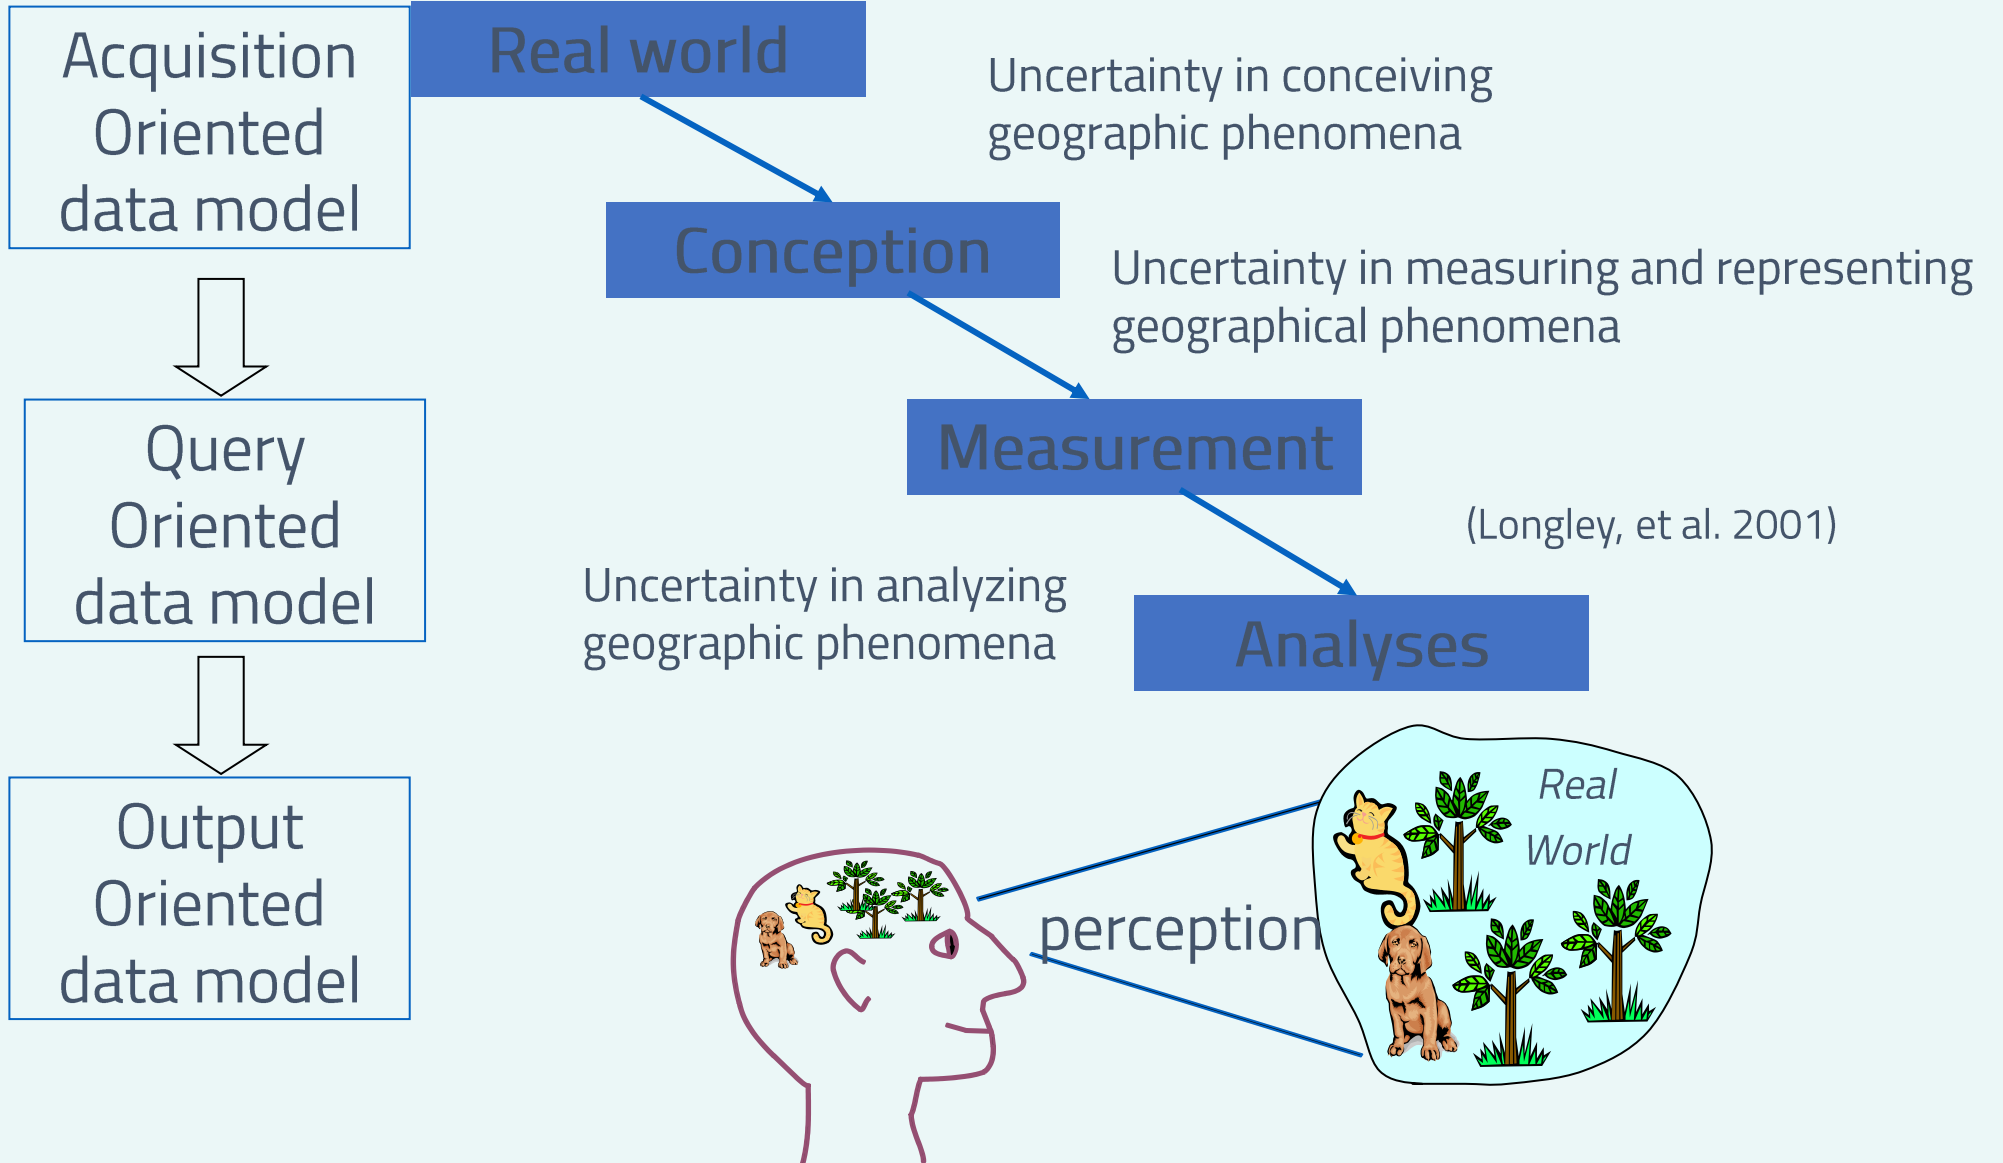 Acquisition
Oriented
data model
Real world
Uncertainty in conceiving
geographic phenomena
Conception
Uncertainty in measuring and representing
geographical phenomena
Query
Oriented
data model
Measurement
(Longley, et al. 2001)
Uncertainty in analyzing
geographic phenomena
Analyses
Output
Oriented
data model
perception
Real
World